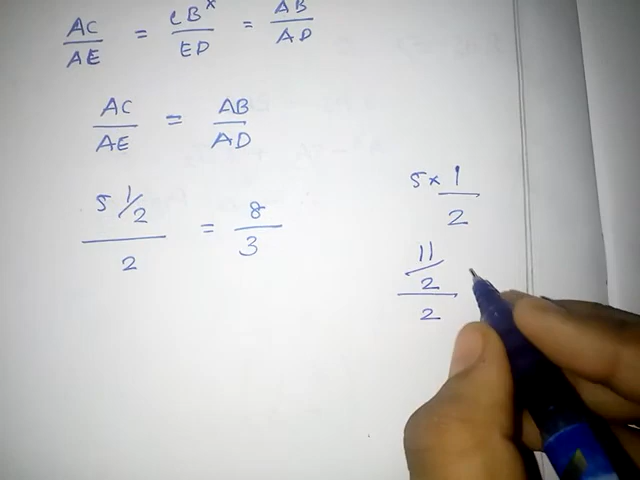 AC/AE = CB x/ED = AB/AD
AC/AE = AB/AD
5 1/2 / 2 = 8/3
5 x 1/2
11/2 / 2